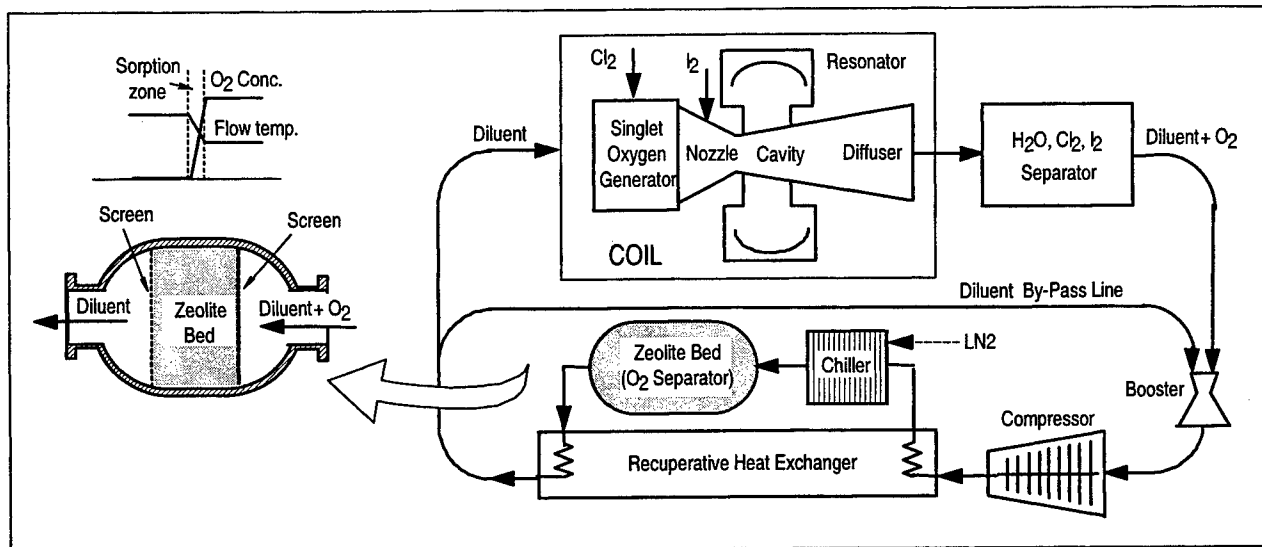 Sorption
zone
O2 Conc.
Flow temp.
Screen
Screen
Diluent
Zeolite
Bed
Diluent+ O2
Cl2
I2
Resonator
Diluent
Singlet
Oxygen
Generator
Nozzle
Cavity
Diffuser
COIL
H2O, Cl2, I2
Separator
Diluent+ O2
Diluent By-Pass Line
Zeolite Bed
(O2 Separator)
Chiller
LN2
Booster
Compressor
Recuperative Heat Exchanger